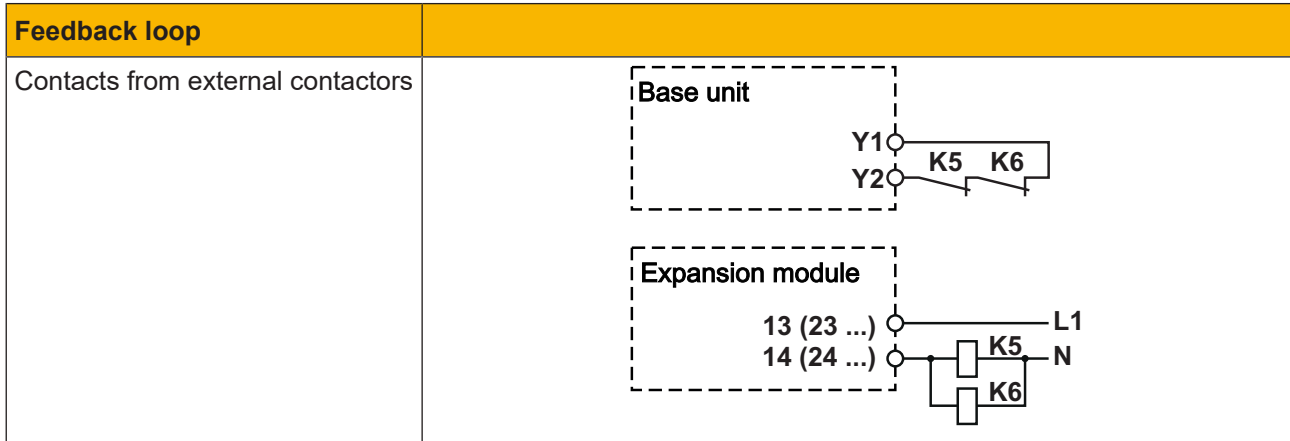 Feedback loop
Contacts from external contactors
Base unit
Y1
K5 K6
Y2
Expansion module
13 (23 ...) L1
14 (24 ...) K5 N
K6